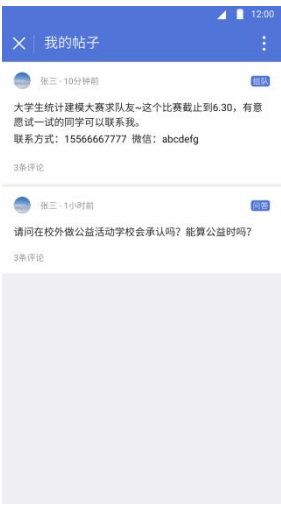 12:00
我的帖子
张三·10分钟前
组队
大学生统计建模大赛求队友~这个比赛截止到6.30,有意
愿试一试的同学可以联系我。
联系方式:15566667777 微信:abcdefg
3条评论
张三·1小时前
问答
请问在校外做公益活动学校会承认吗?能算公益时吗?
3条评论